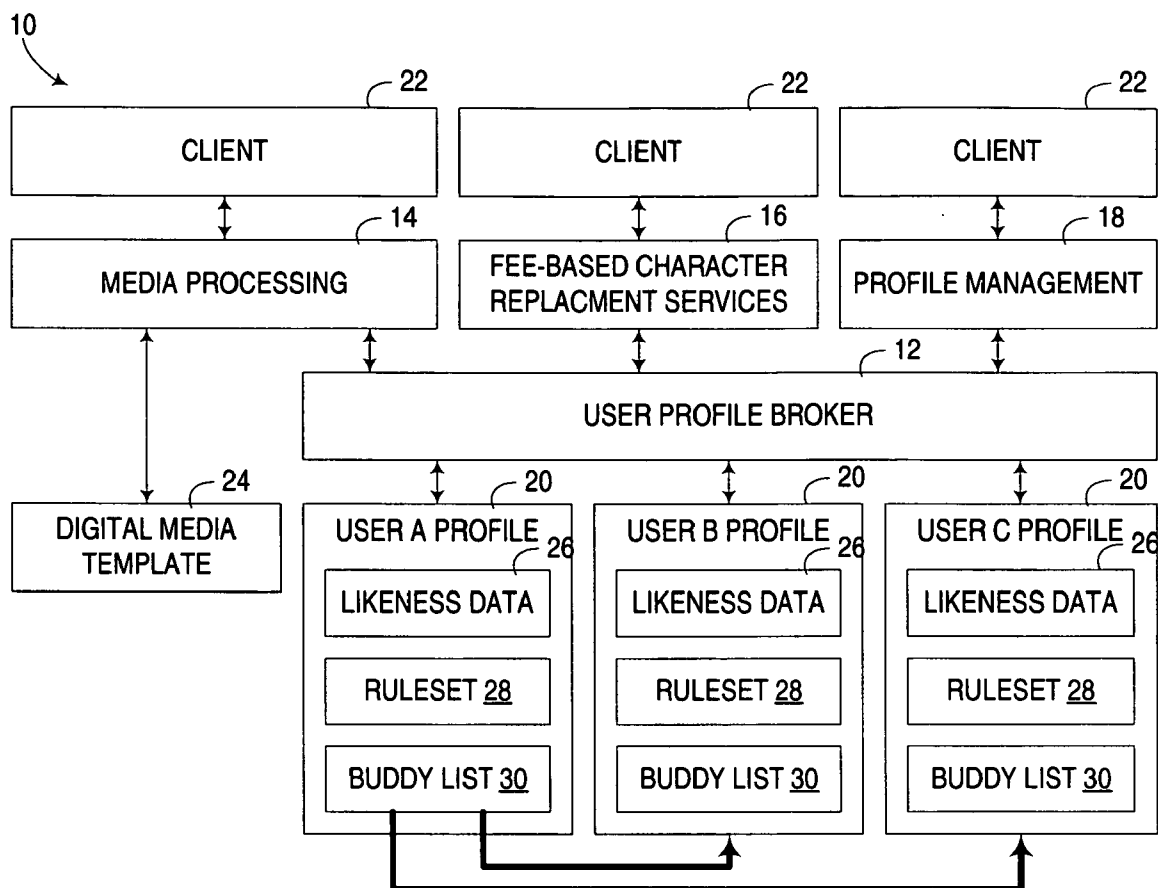 10
22
22
22
CLIENT
CLIENT
CLIENT
14
16
18
MEDIA PROCESSING
FEE-BASED CHARACTER
REPLACMENT SERVICES
PROFILE MANAGEMENT
12
USER PROFILE BROKER
24
20
20
20
DIGITAL MEDIA
TEMPLATE
USER A PROFILE
26
LIKENESS DATA
RULESET 28
BUDDY LIST 30
USER B PROFILE
26
LIKENESS DATA
RULESET 28
BUDDY LIST 30
USER C PROFILE
26
LIKENESS DATA
RULESET 28
BUDDY LIST 30